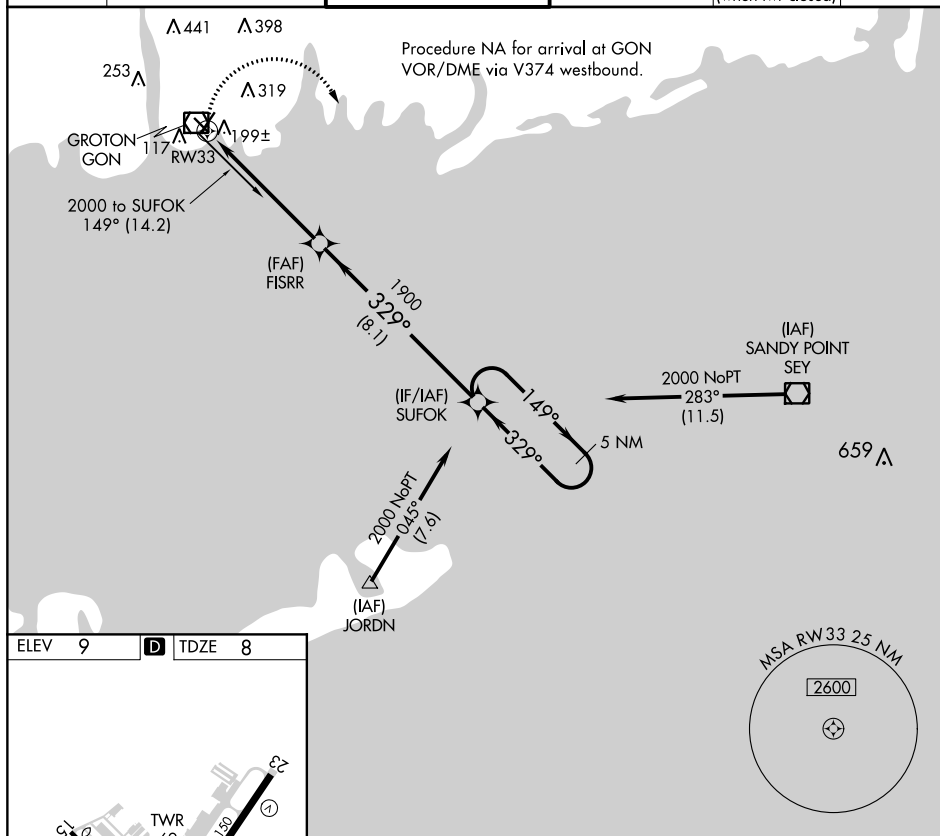 441
398
253
319
Procedure NA for arrival at GON
VOR/DME via V374 westbound.
GROTON
GON
117
199±
RW33
2000 to SUFOK
149° (14.2)
(FAF)
FISRR
1900
329°
(8.1)
(IAF)
SANDY POINT
SEY
2000 NoPT
283°
(11.5)
(IF/IAF)
SUFOK
149°
329°
5 NM
659
2000 NoPT
045°
(7.6)
(IAF)
JORDN
ELEV 9
D
TDZE 8
MSA RW33 25 NM
2600
23
V
TWR
15
D
150